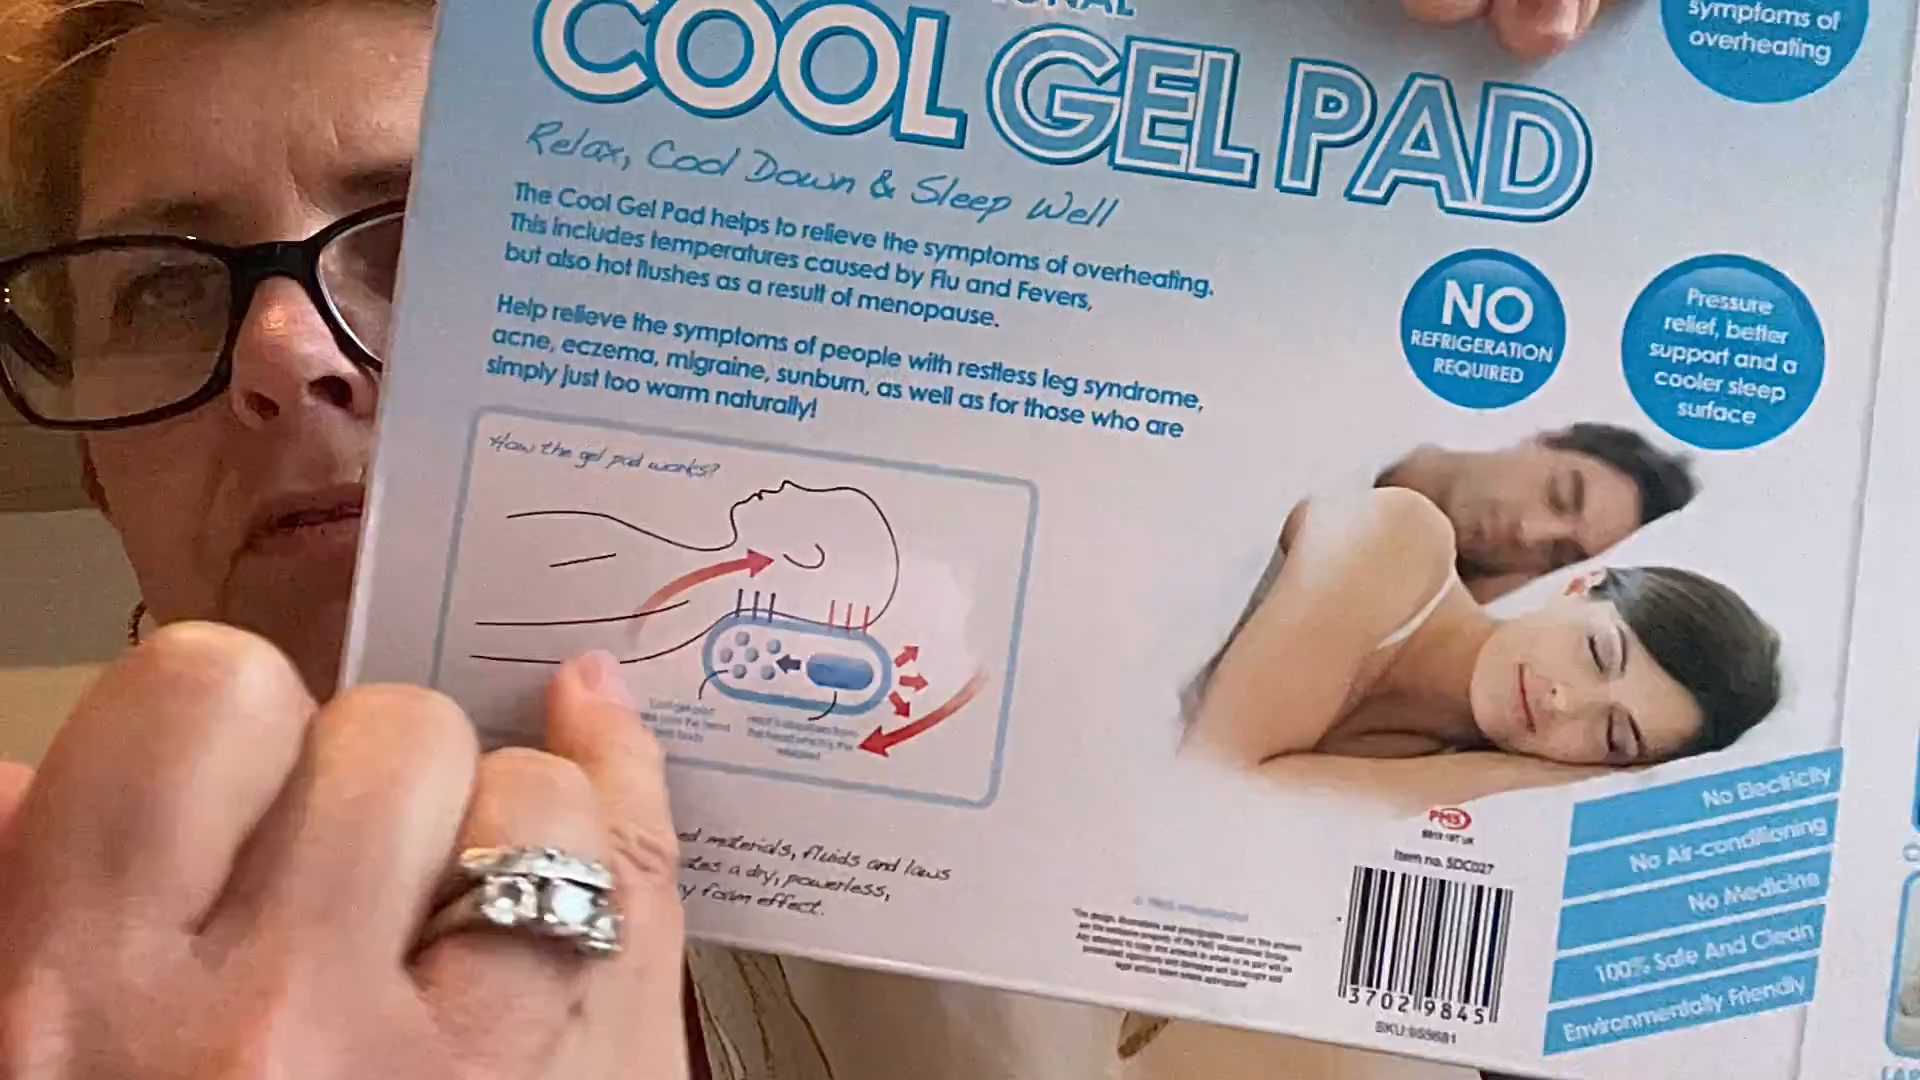 COOL GEL PAD
symptoms of
overheating
Relax, Cool Down & Sleep Well
The Cool Gel Pad helps to relieve the symptoms of overheating.
This includes temperatures caused by Flu and Fevers,
but also hot flushes as a result of menopause.
Help relieve the symptoms of people with restless leg syndrome,
acne, eczema, migraine, sunburn, as well as for those who are
simply just too warm naturally!
NO
REFRIGERATION
REQUIRED
Pressure
relief, better
support and a
cooler sleep
surface
How the gel pad works?
materials, fluids and laws
a dry, powerless,
foam effect.
PMS
Item no. SDC027
3702 9845
No Electricity
No Air-conditioning
No Medicine
100% Safe And Clean
Environmentally Friendly